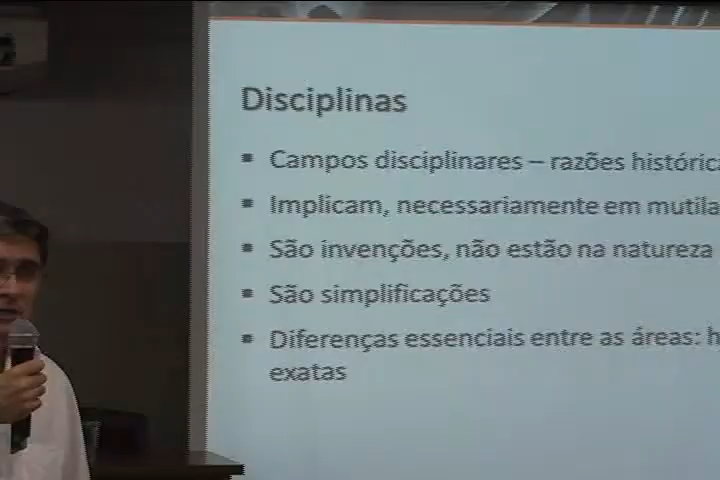 Disciplinas
Campos disciplinares – razões históric
Implicam, necessariamente em mutila
São invenções, não estão na natureza
São simplificações
Diferenças essenciais entre as áreas: h
exatas